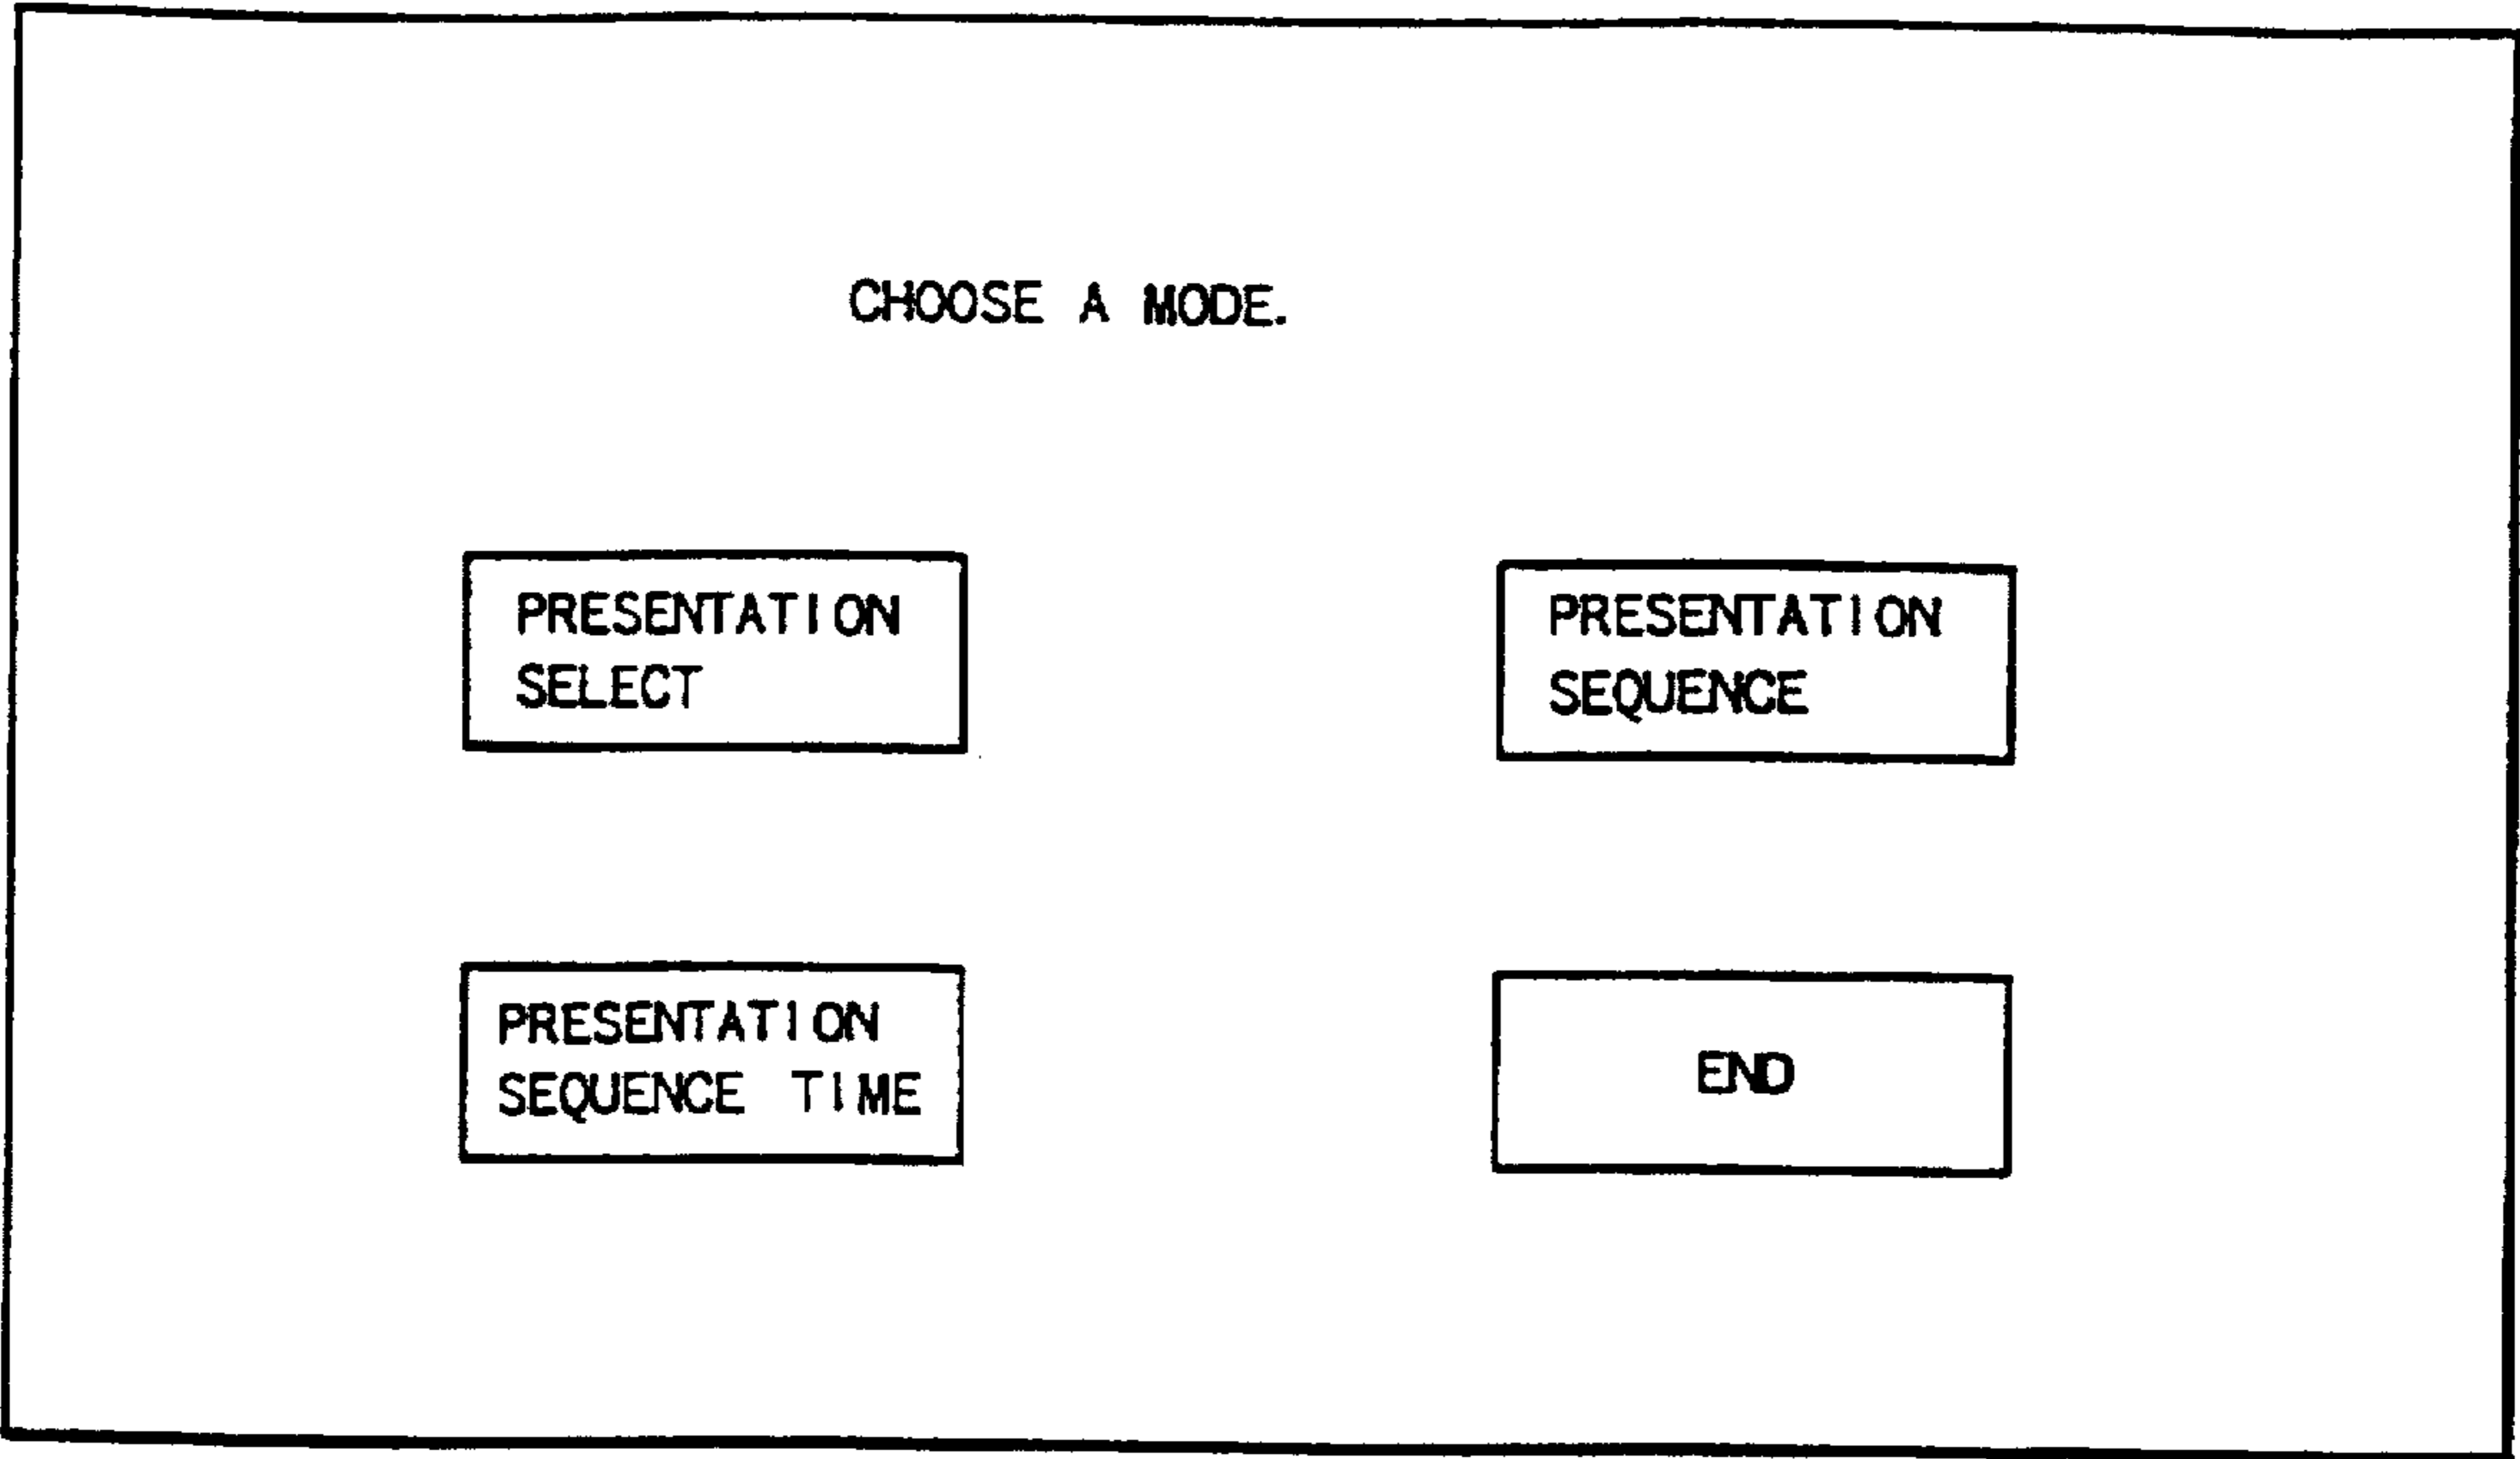 CHOOSE A MODE.
PRESENTATION
SELECT
PRESENTATION
SEQUENCE
PRESENTATION
SEQUENCE TIME
END